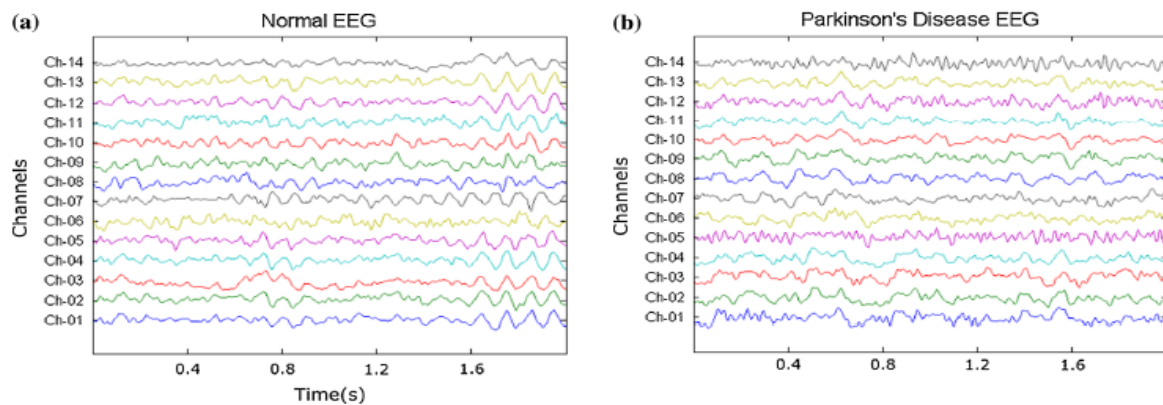 (a)
Normal EEG
Ch-14
Ch-13
Ch-12
Ch-11
Ch-10
Ch-09
Ch-08
Ch-07
Ch-06
Ch-05
Ch-04
Ch-03
Ch-02
Ch-01
Channels
0.4 0.8 1.2 1.6
Time(s)
(b)
Parkinson's Disease EEG
Ch-14
Ch-13
Ch-12
Ch-11
Ch-10
Ch-09
Ch-08
Ch-07
Ch-06
Ch-05
Ch-04
Ch-03
Ch-02
Ch-01
Channels
0.4 0.8 1.2 1.6